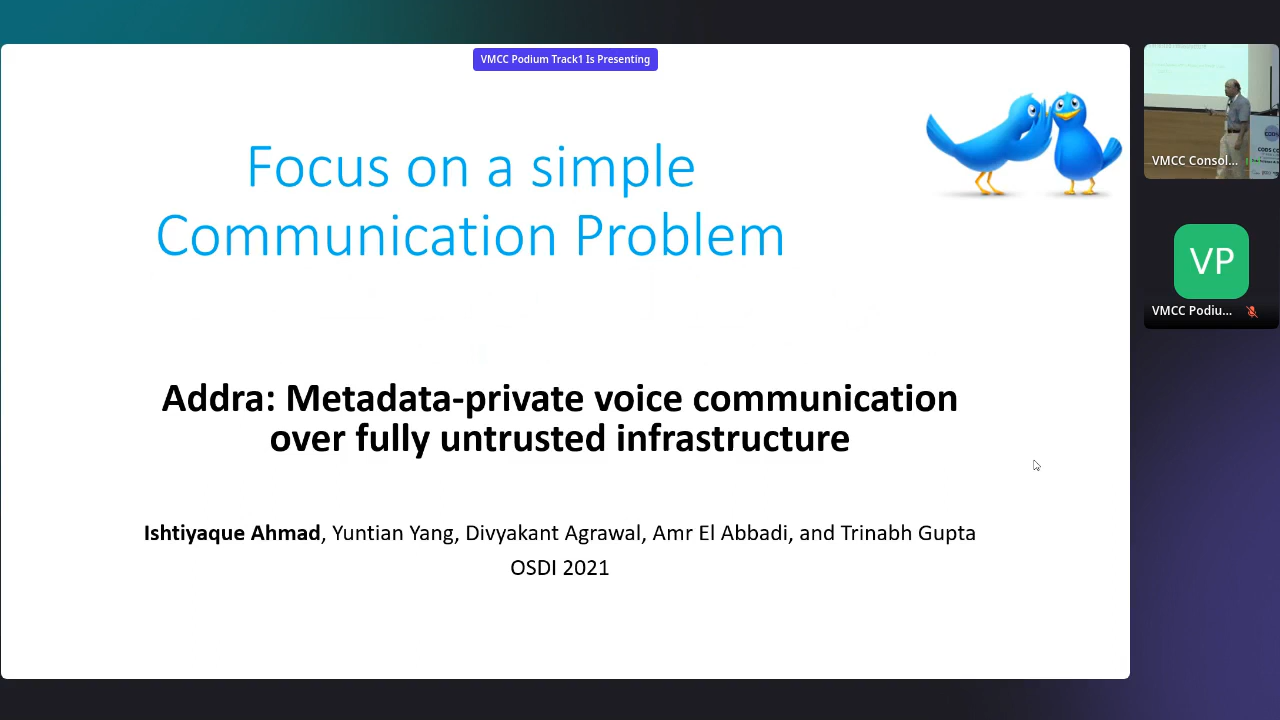 VMCC Podium Track1 Is Presenting
Focus on a simple
Communication Problem
Addra: Metadata-private voice communication
over fully untrusted infrastructure
Ishtiyaque Ahmad, Yuntian Yang, Divyakant Agrawal, Amr El Abbadi, and Trinabh Gupta
OSDI 2021
VMCC Consol...
VP
VMCC Podiu...